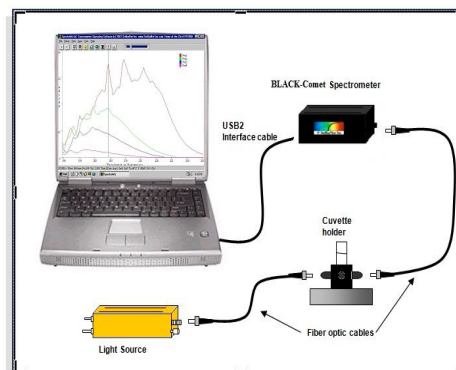 BLACK-Comet Spectrometer
USB2
Interface cable
Cuvette
holder
Fiber optic cables
Light Source